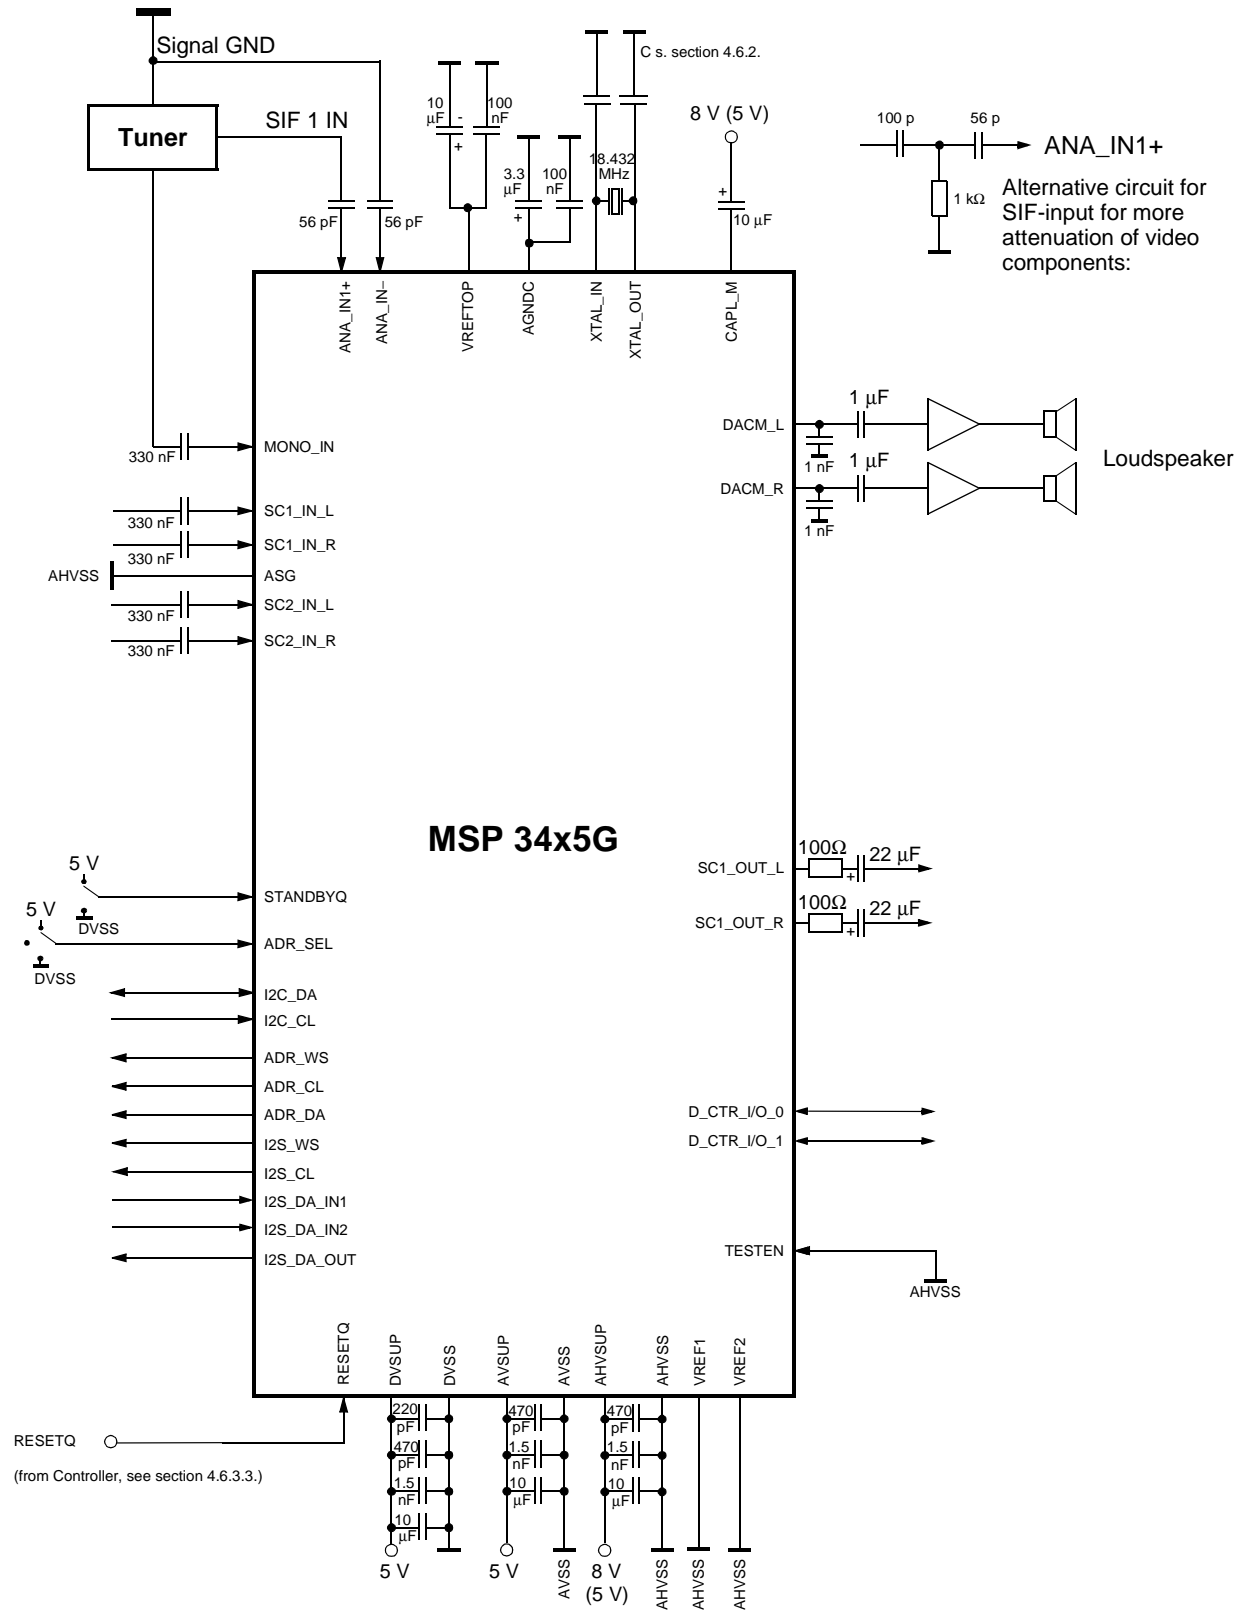 Signal GND
C s. section 4.6.2.
10
μF
-
+
100
nF
8 V (5 V)
Tuner
SIF 1 IN
100 p
56 p
ANA_IN1+
3.3
μF
+
100
nF
18.432
MHz
1 kΩ
Alternative circuit for
SIF-input for more
attenuation of video
components:
56 pF
56 pF
+
10 μF
ANA_IN1+
ANA_IN−
VREFTOP
AGNDC
XTAL_IN
XTAL_OUT
CAPL_M
1 μF
DACM_L
330 nF
MONO_IN
1 nF
1 μF
Loudspeaker
DACM_R
1 nF
330 nF
SC1_IN_L
330 nF
SC1_IN_R
AHVSS
ASG
330 nF
SC2_IN_L
330 nF
SC2_IN_R
MSP 34x5G
100Ω
22 μF
SC1_OUT_L
+
5 V
STANDBYQ
DVSS
100Ω
22 μF
SC1_OUT_R
+
5 V
ADR_SEL
DVSS
I2C_DA
I2C_CL
ADR_WS
ADR_CL
ADR_DA
I2S_WS
I2S_CL
I2S_DA_IN1
I2S_DA_IN2
I2S_DA_OUT
D_CTR_I/O_0
D_CTR_I/O_1
TESTEN
AHVSS
RESETQ
DVSUP
DVSS
AVSUP
AVSS
AHVSUP
AHVSS
VREF1
VREF2
RESETQ
(from Controller, see section 4.6.3.3.)
220
pF
470
pF
1.5
nF
10
μF
470
pF
1.5
nF
10
μF
470
pF
1.5
nF
10
μF
5 V
5 V
AVSS
8 V
(5 V)
AHVSS
AHVSS
AHVSS